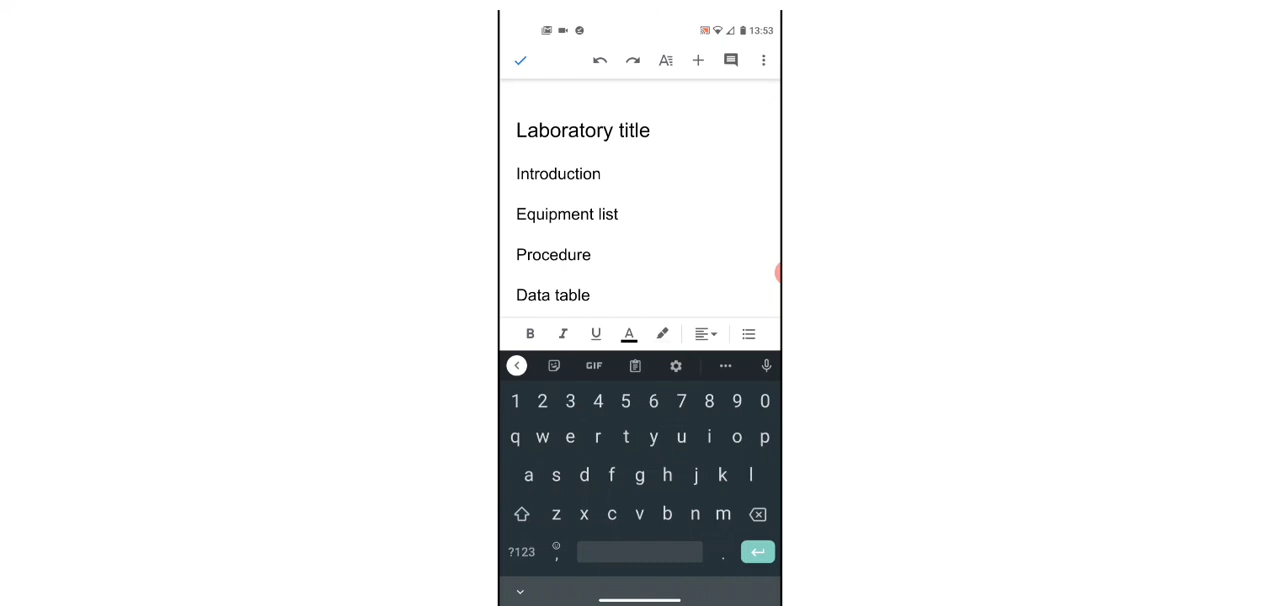 13:53
Laboratory title
Introduction
Equipment list
Procedure
Data table
B I U A
GIF
1 2 3 4 5 6 7 8 9 0
q w e r t y u i o p
a s d f g h j k l
z x c v b n m
?123 , .